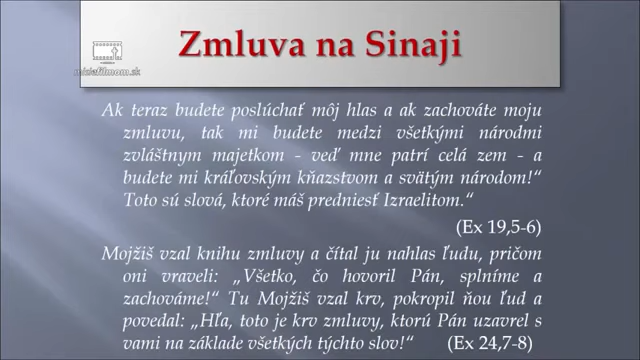 Zmluva na Sinaji
Ak teraz budete poslúchať môj hlas a ak zachováte moju
zmluvu, tak mi budete medzi všetkými národmi
zvláštnym majetkom - veď mne patrí celá zem - a
budete mi kráľovským kňazstvom a svätým národom!“
Toto sú slová, ktoré máš predniesť Izraelitom.“
(Ex 19,5-6)
Mojžiš vzal knihu zmluvy a čítal ju nahlas ľudu, pričom
oni vraveli: „Všetko, čo hovoril Pán, splníme a
zachováme!“ Tu Mojžiš vzal krv, pokropil ňou ľud a
povedal: „Hľa, toto je krv zmluvy, ktorú Pán uzavrel s
vami na základe všetkých týchto slov!“ (Ex 24,7-8)